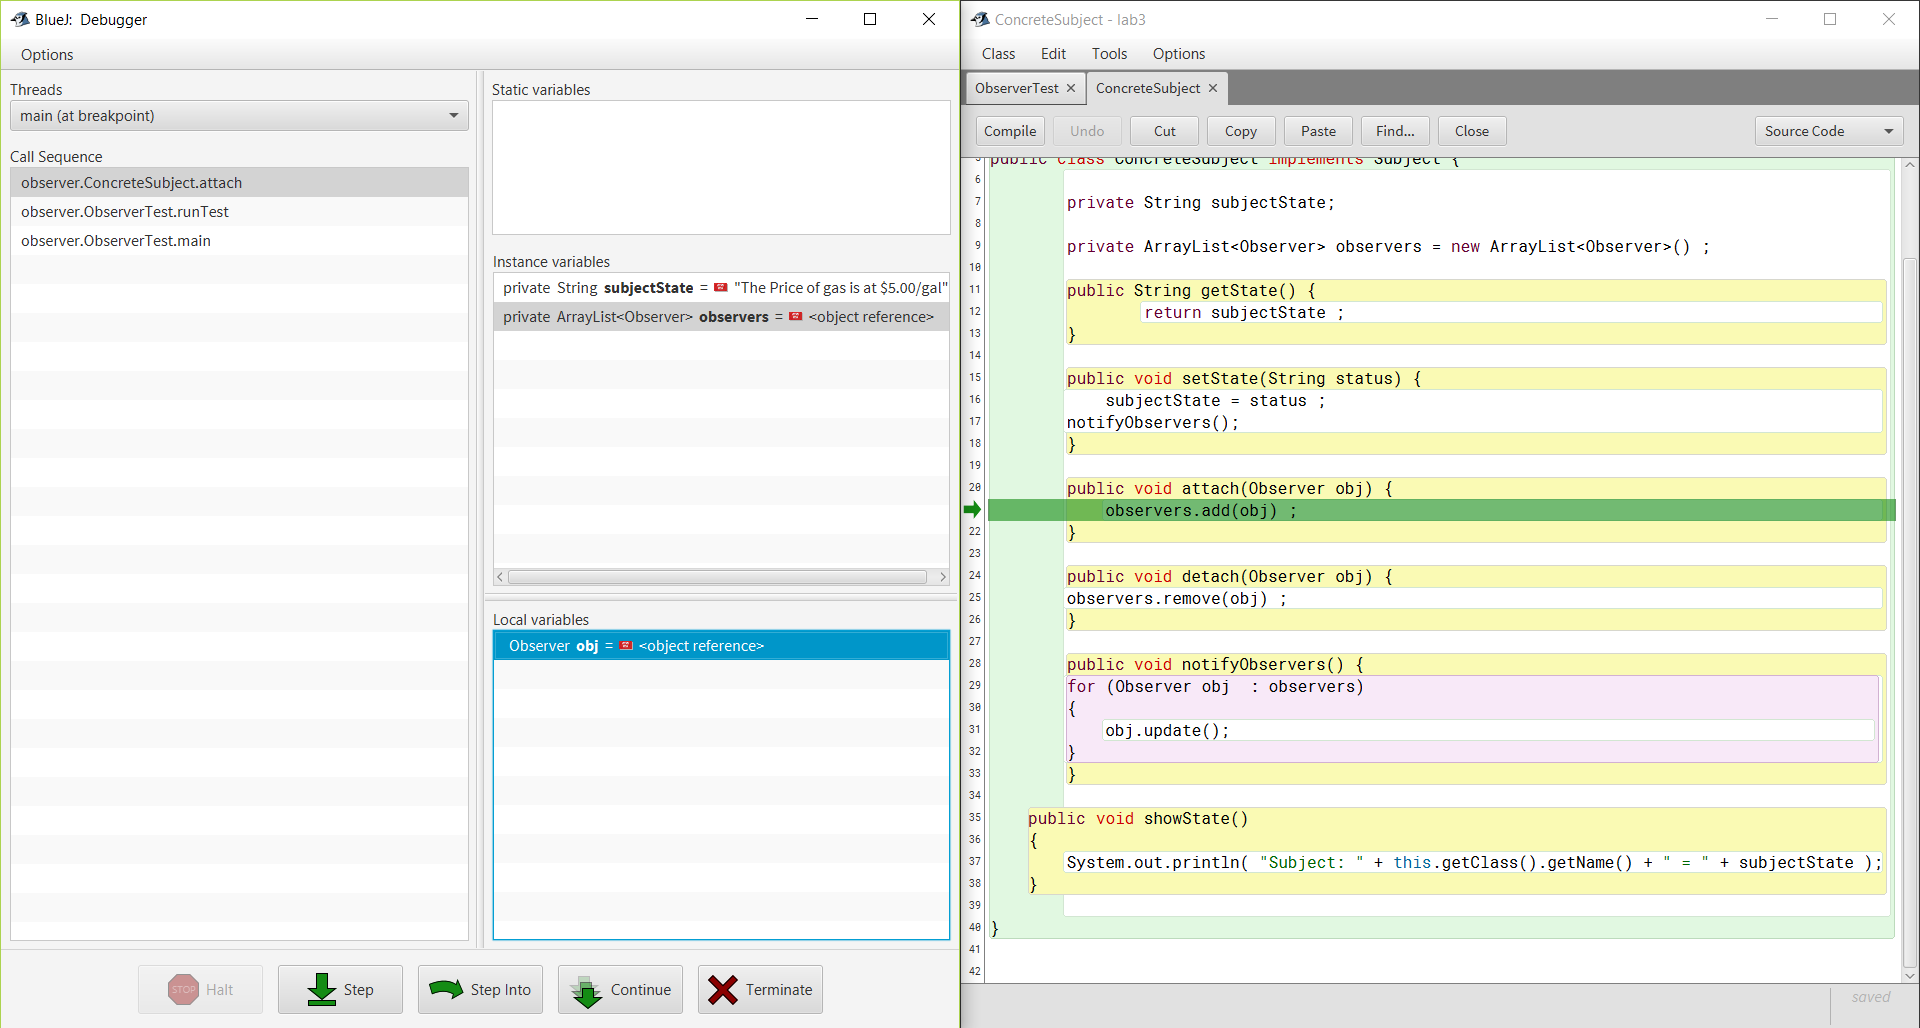 BlueJ: Debugger
Options
Threads
main (at breakpoint)
Call Sequence
observer.ConcreteSubject.attach
observer.ObserverTest.runTest
observer.ObserverTest.main
Static variables
Instance variables
private String subjectState = "The Price of gas is at $5.00/gal"
private ArrayList<Observer> observers = <object reference>
Local variables
Observer obj = <object reference>
STOP Halt
Step
Step Into
Continue
Terminate
ConcreteSubject - lab3
Class Edit Tools Options
ObserverTest ✕ ConcreteSubject ✕
Compile Undo Cut Copy Paste Find... Close Source Code
5 public class ConcreteSubject implements Subject {
6
7 private String subjectState;
8
9 private ArrayList<Observer> observers = new ArrayList<Observer>() ;
10
11 public String getState() {
12 return subjectState ;
13 }
14
15 public void setState(String status) {
16 subjectState = status ;
17 notifyObservers();
18 }
19
20 public void attach(Observer obj) {
observers.add(obj) ;
22 }
23
24 public void detach(Observer obj) {
25 observers.remove(obj) ;
26 }
27
28 public void notifyObservers() {
29 for (Observer obj  : observers)
30 {
31 obj.update();
32 }
33 }
34
35 public void showState()
36 {
37 System.out.println( "Subject: " + this.getClass().getName() + " = " + subjectState );
38 }
39
40 }
41
42
saved